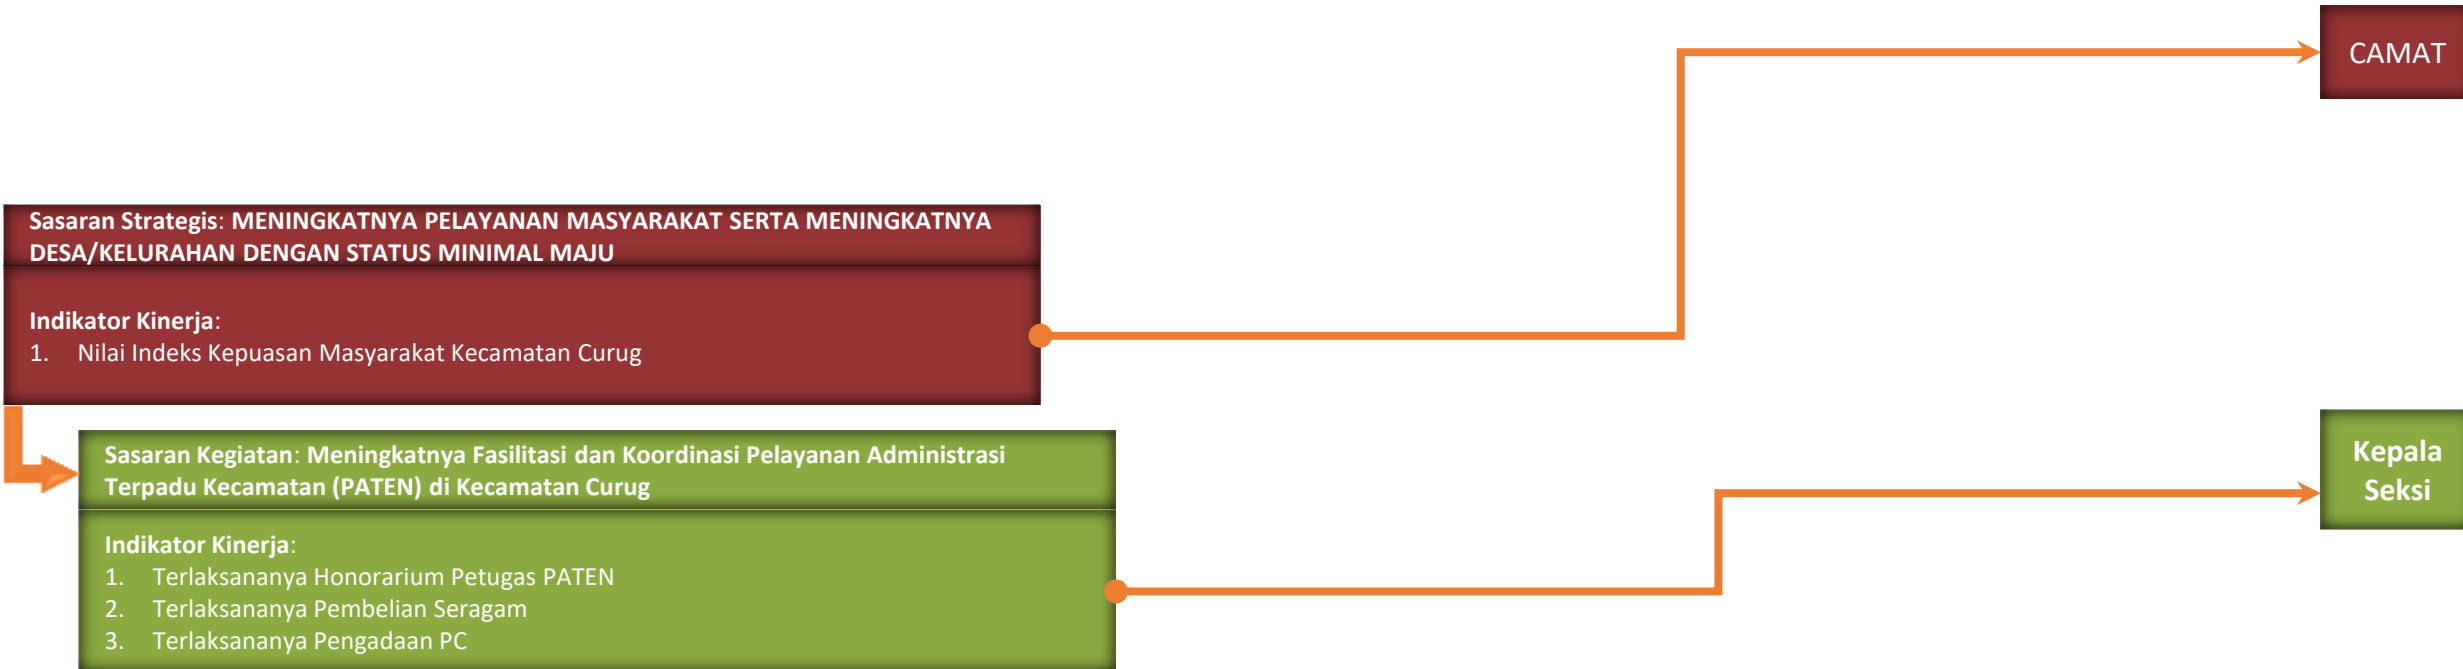 CAMAT
Sasaran Strategis: MENINGKATNYA PELAYANAN MASYARAKAT SERTA MENINGKATNYA
DESA/KELURAHAN DENGAN STATUS MINIMAL MAJU
Indikator Kinerja:
1. Nilai Indeks Kepuasan Masyarakat Kecamatan Curug
Sasaran Kegiatan: Meningkatnya Fasilitasi dan Koordinasi Pelayanan Administrasi
Terpadu Kecamatan (PATEN) di Kecamatan Curug
Indikator Kinerja:
1. Terlaksananya Honorarium Petugas PATEN
2. Terlaksananya Pembelian Seragam
3. Terlaksananya Pengadaan PC
Kepala
Seksi